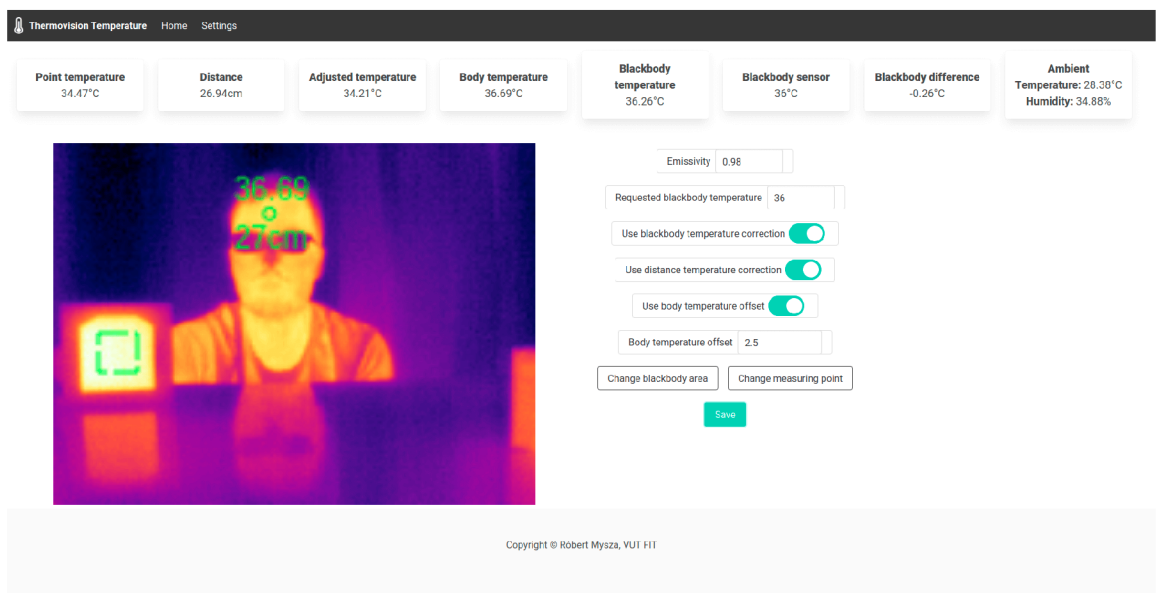 Thermovision Temperature Home Settings
Point temperature
34.47°C
Distance
26.94cm
Adjusted temperature
34.21°C
Body temperature
36.69°C
Blackbody
temperature
36.26°C
Blackbody sensor
36°C
Blackbody difference
-0.26°C
Ambient
Temperature: 28.38°C
Humidity: 34.88%
36.69
27cm
Emissivity 0.98
Requested blackbody temperature 36
Use blackbody temperature correction
Use distance temperature correction
Use body temperature offset
Body temperature offset 2.5
Change blackbody area Change measuring point
Save
Copyright © Róbert Mysza, VUT FIT